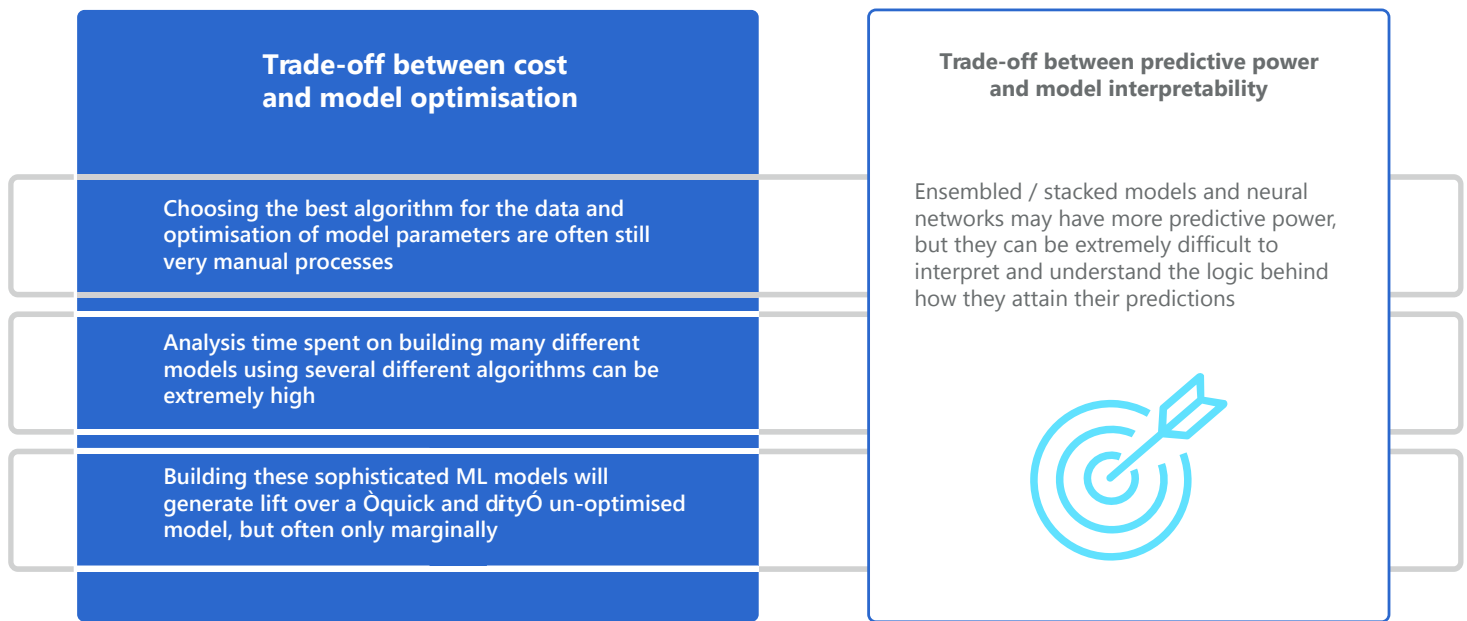 Trade-off between cost
and model optimisation
Choosing the best algorithm for the data and
optimisation of model parameters are often still
very manual processes
Analysis time spent on building many different
models using several different algorithms can be
extremely high
Building these sophisticated ML models will
generate lift over a Òquick and dirtyÓ un-optimised
model, but often only marginally
Trade-off between predictive power
and model interpretability
Ensembled / stacked models and neural
networks may have more predictive power,
but they can be extremely difficult to
interpret and understand the logic behind
how they attain their predictions